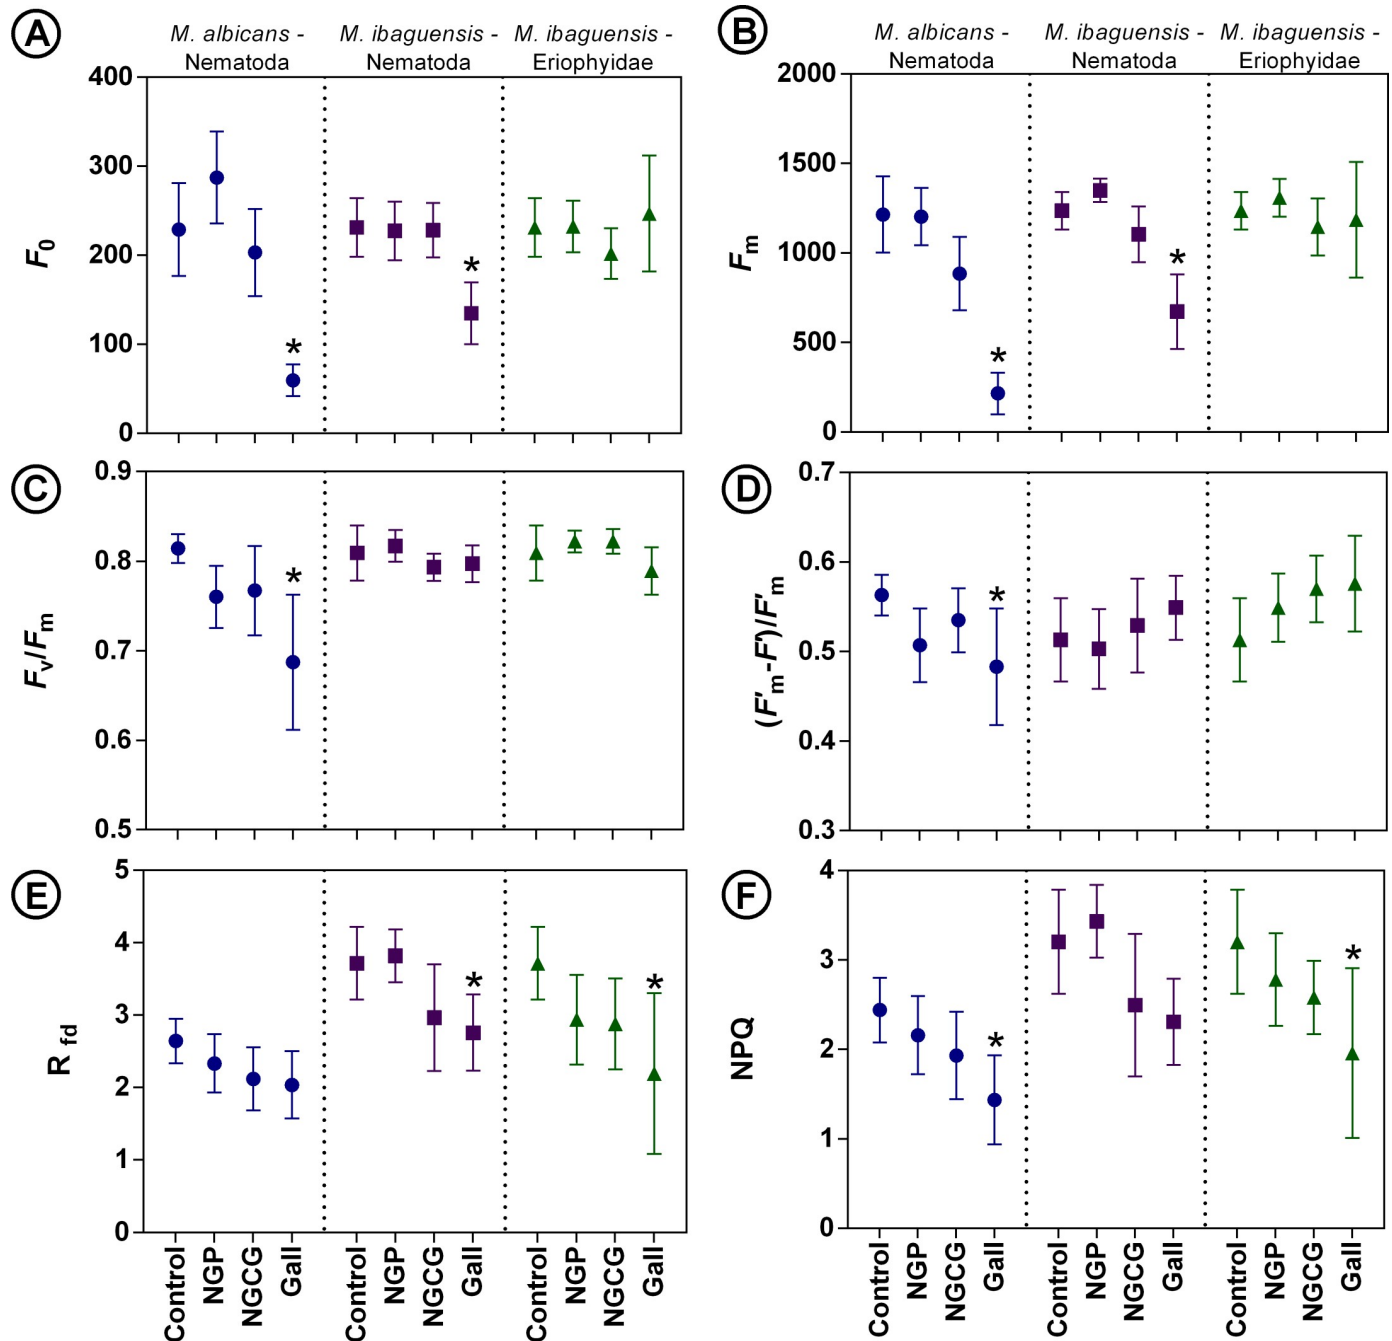 A
M. albicans - Nematoda
M. ibaguensis - Nematoda
M. ibaguensis - Eriophyidae
F0
400
300
200
100
0
*
*
B
M. albicans - Nematoda
M. ibaguensis - Nematoda
M. ibaguensis - Eriophyidae
Fm
2000
1500
1000
500
0
*
*
C
Fv/Fm
0.9
0.8
0.7
0.6
0.5
*
D
(F'm-F')/F'm
0.7
0.6
0.5
0.4
0.3
*
E
Rfd
5
4
3
2
1
0
*
*
Control
NGP
NGCG
Gall
Control
NGP
NGCG
Gall
Control
NGP
NGCG
Gall
F
NPQ
4
3
2
1
0
*
*
Control
NGP
NGCG
Gall
Control
NGP
NGCG
Gall
Control
NGP
NGCG
Gall